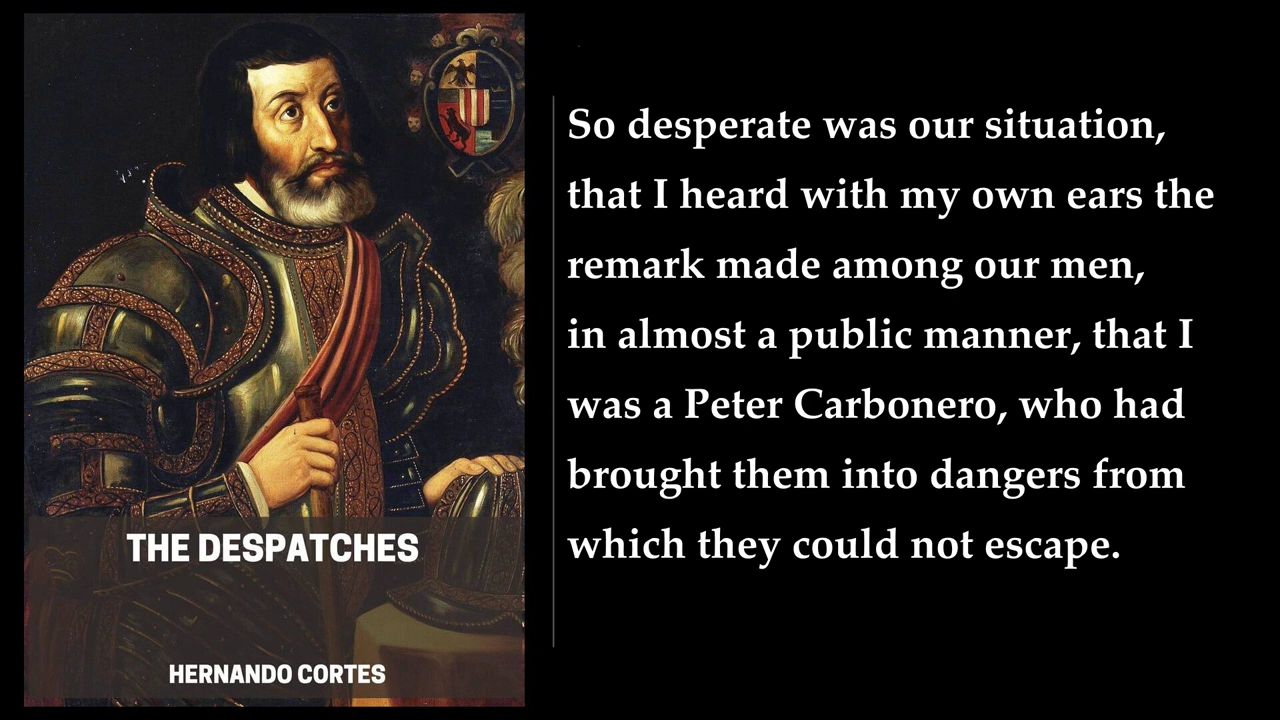 THE DESPATCHES
HERNANDO CORTES
So desperate was our situation,
that I heard with my own ears the
remark made among our men,
in almost a public manner, that I
was a Peter Carbonero, who had
brought them into dangers from
which they could not escape.